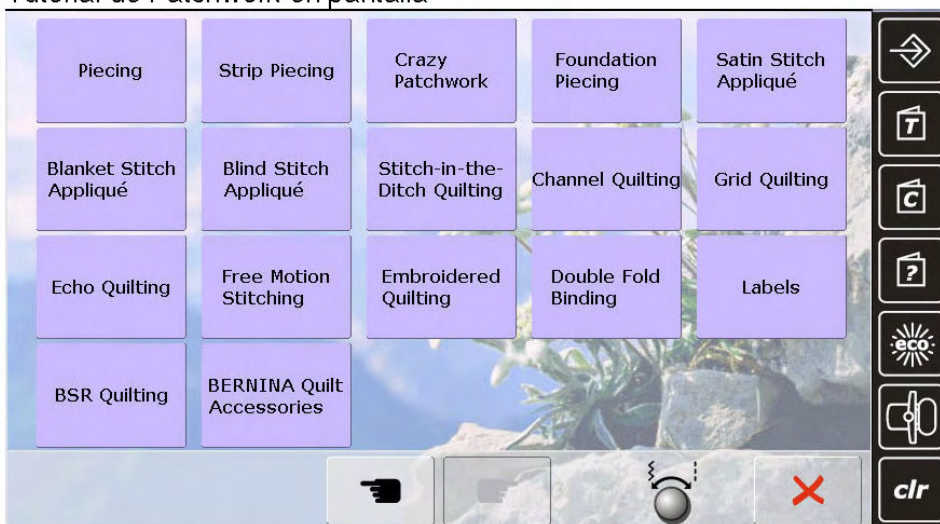 Tutorial de Patchwork en pantalla
Piecing
Strip Piecing
Crazy
Patchwork
Foundation
Piecing
Satin Stitch
Appliqué
Blanket Stitch
Appliqué
Blind Stitch
Appliqué
Stitch-in-the-
Ditch Quilting
Channel Quilting
Grid Quilting
Echo Quilting
Free Motion
Stitching
Embroidered
Quilting
Double Fold
Binding
Labels
BSR Quilting
BERNINA Quilt
Accessories
T
C
?
eco
clr